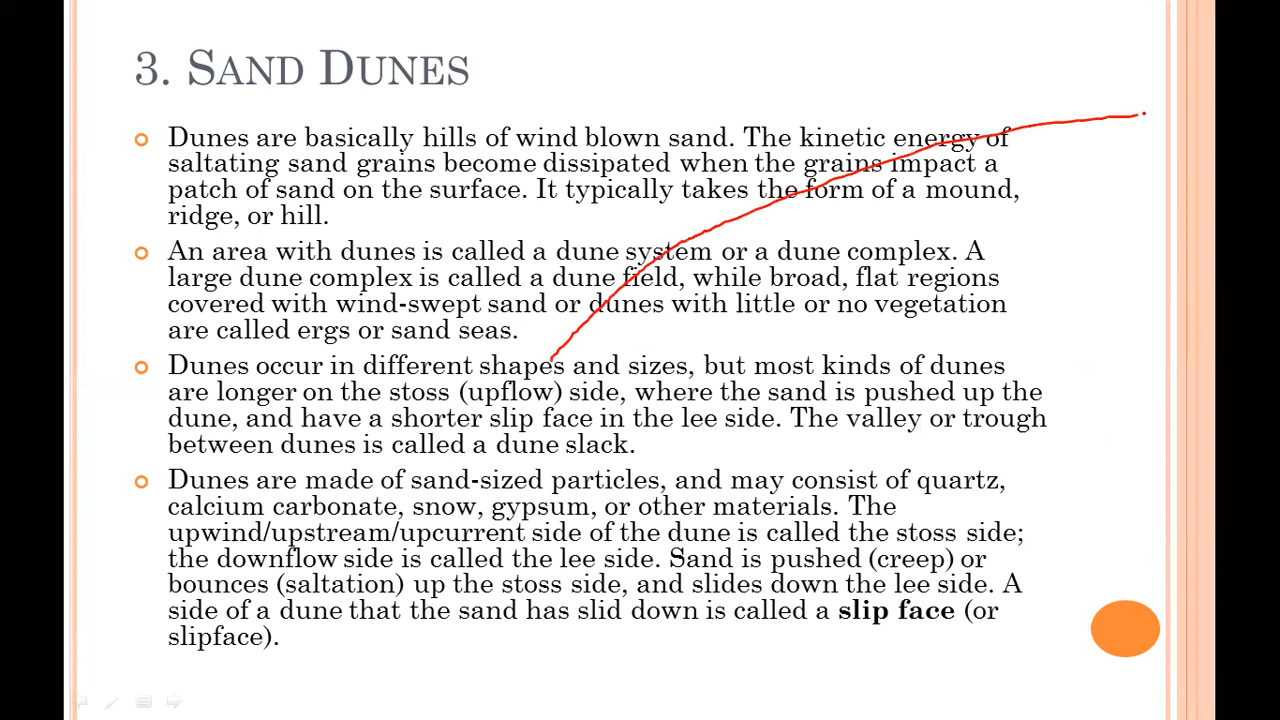 3. SAND DUNES
Dunes are basically hills of wind blown sand. The kinetic energy of
saltating sand grains become dissipated when the grains impact a
patch of sand on the surface. It typically takes the form of a mound,
ridge, or hill.
An area with dunes is called a dune system or a dune complex. A
large dune complex is called a dune field, while broad, flat regions
covered with wind-swept sand or dunes with little or no vegetation
are called ergs or sand seas.
Dunes occur in different shapes and sizes, but most kinds of dunes
are longer on the stoss (upflow) side, where the sand is pushed up the
dune, and have a shorter slip face in the lee side. The valley or trough
between dunes is called a dune slack.
Dunes are made of sand-sized particles, and may consist of quartz,
calcium carbonate, snow, gypsum, or other materials. The
upwind/upstream/upcurrent side of the dune is called the stoss side;
the downflow side is called the lee side. Sand is pushed (creep) or
bounces (saltation) up the stoss side, and slides down the lee side. A
side of a dune that the sand has slid down is called a slip face (or
slipface).